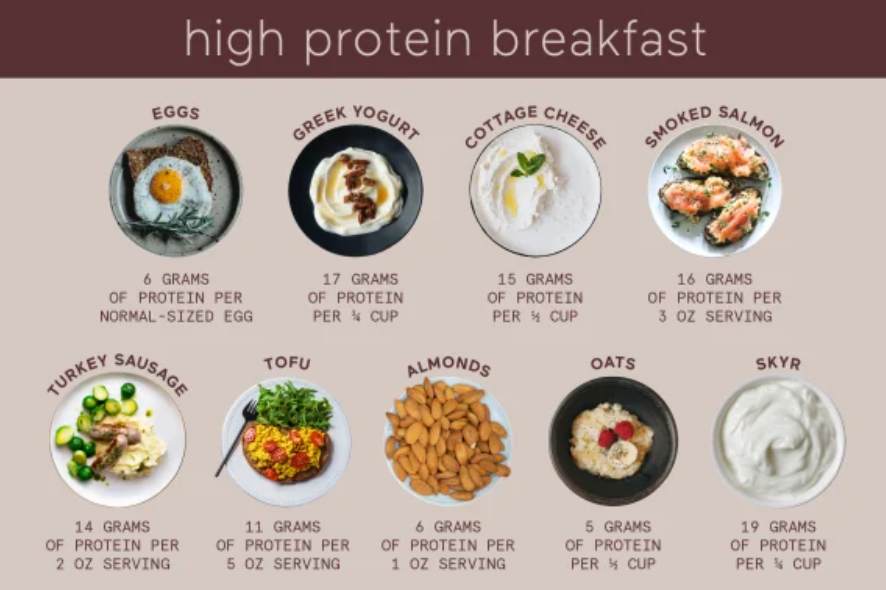 high protein breakfast
EGGS
6 GRAMS
OF PROTEIN PER
NORMAL-SIZED EGG
GREEK YOGURT
17 GRAMS
OF PROTEIN
PER ¾ CUP
COTTAGE CHEESE
15 GRAMS
OF PROTEIN
PER ½ CUP
SMOKED SALMON
16 GRAMS
OF PROTEIN PER
3 OZ SERVING
TURKEY SAUSAGE
14 GRAMS
OF PROTEIN PER
2 OZ SERVING
TOFU
11 GRAMS
OF PROTEIN PER
5 OZ SERVING
ALMONDS
6 GRAMS
OF PROTEIN PER
1 OZ SERVING
OATS
5 GRAMS
OF PROTEIN
PER ½ CUP
SKYR
19 GRAMS
OF PROTEIN
PER ¾ CUP